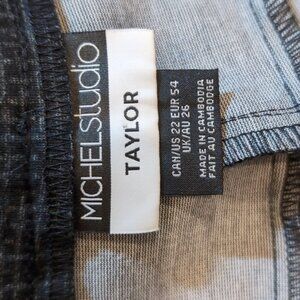 MICHELstudio
TAYLOR
CAN/US 22 EUR 54
UK/AU 26
MADE IN CAMBODIA
FAIT AU CAMBODGE